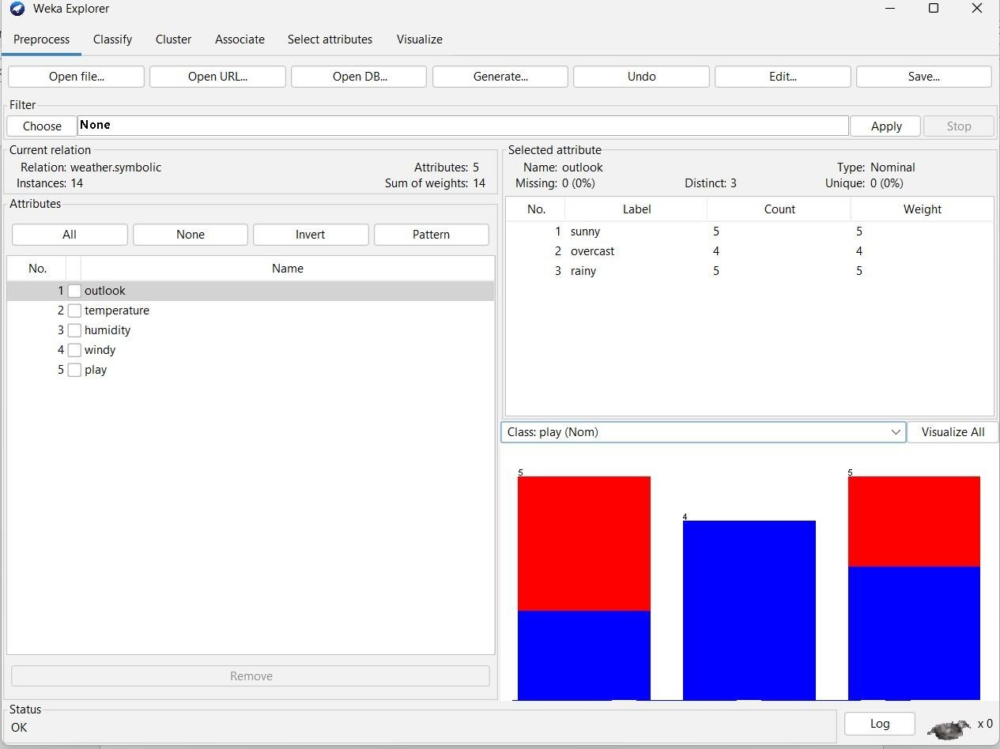 Weka Explorer
Preprocess Classify Cluster Associate Select attributes Visualize
Open file... Open URL... Open DB... Generate... Undo Edit... Save...
Filter
Choose None Apply Stop
Current relation
Relation: weather.symbolic Attributes: 5
Instances: 14 Sum of weights: 14
Attributes
All None Invert Pattern
No. Name
1 outlook
2 temperature
3 humidity
4 windy
5 play
Remove
Selected attribute
Name: outlook Type: Nominal
Missing: 0 (0%) Distinct: 3 Unique: 0 (0%)
No. Label Count Weight
1 sunny 5 5
2 overcast 4 4
3 rainy 5 5
Class: play (Nom) Visualize All
5 4 5
Status
OK Log x 0